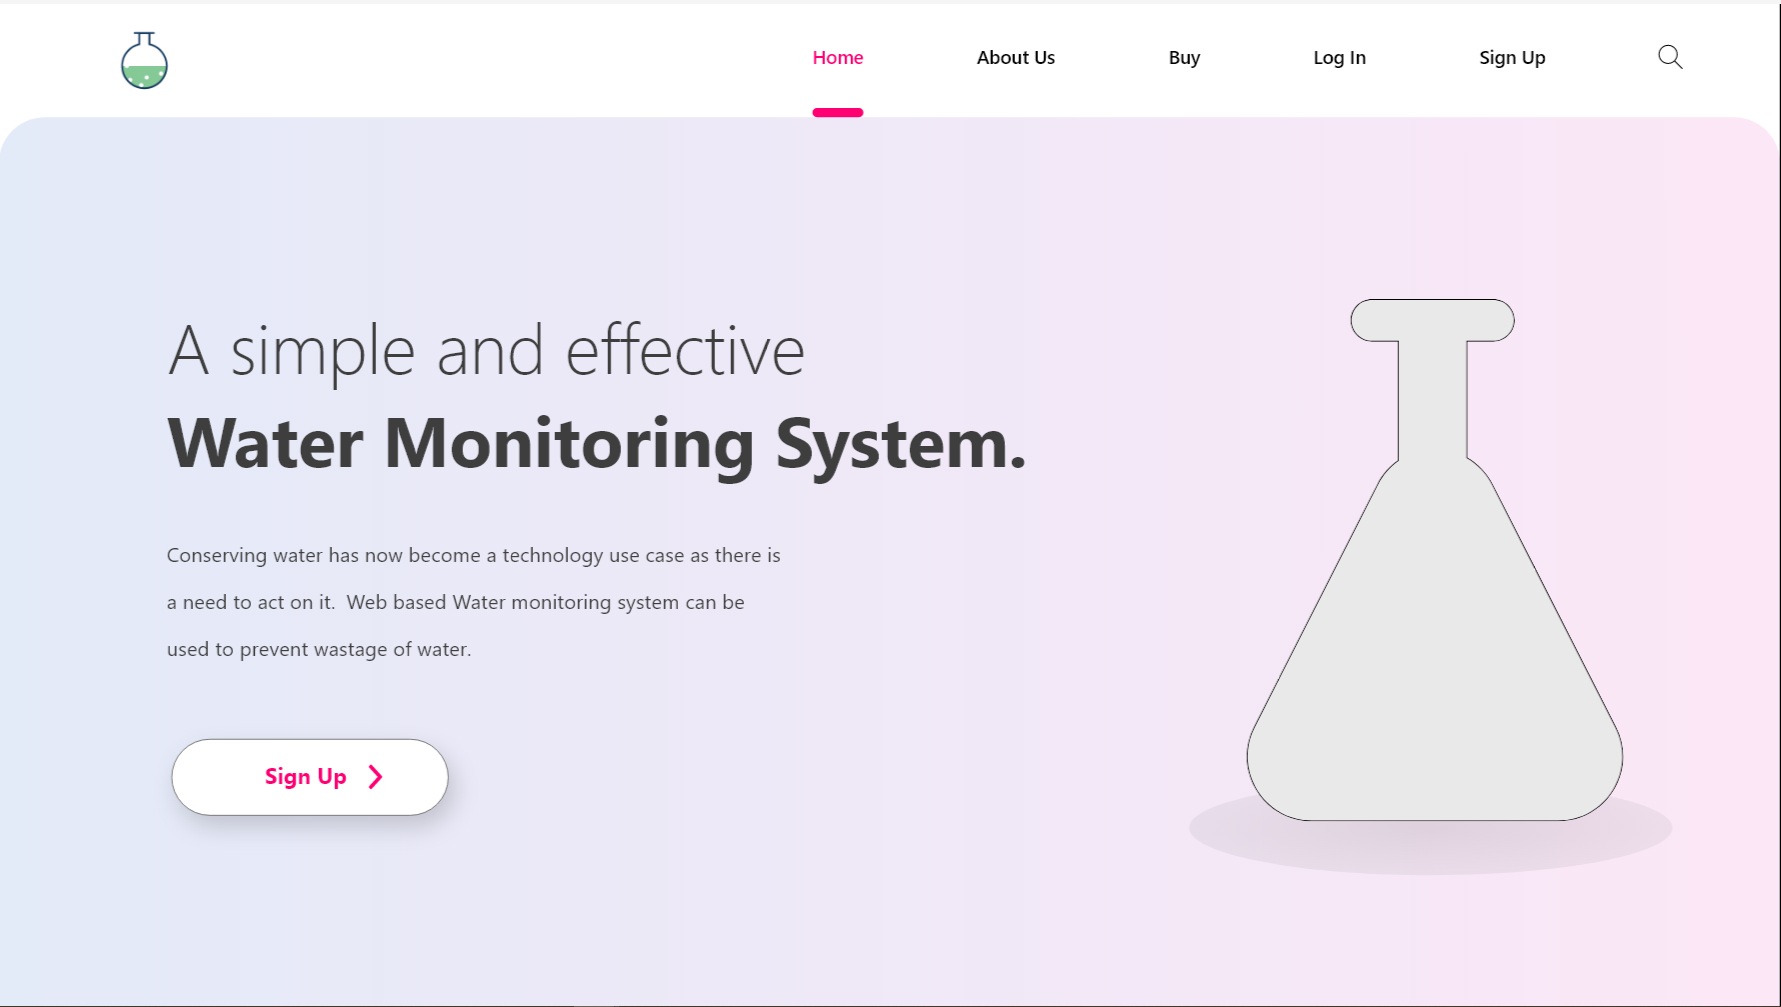 Home About Us Buy Log In Sign Up
A simple and effective
Water Monitoring System.
Conserving water has now become a technology use case as there is
a need to act on it.  Web based Water monitoring system can be
used to prevent wastage of water.
Sign Up